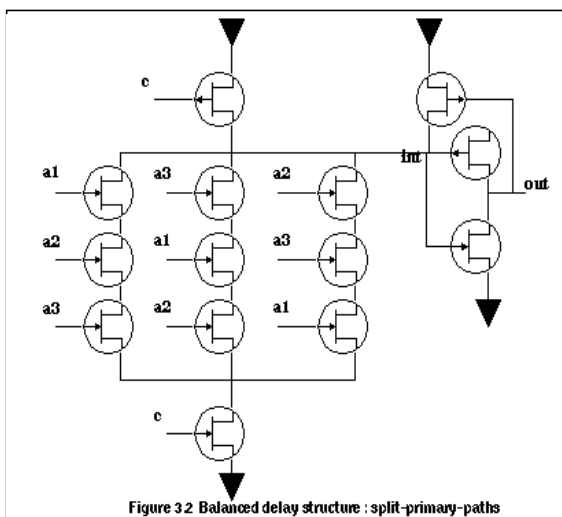 c
int
out
a1 a3 a2
a2 a1 a3
a3 a2 a1
c
Figure 3.2 Balanced delay structure : split-primary-paths